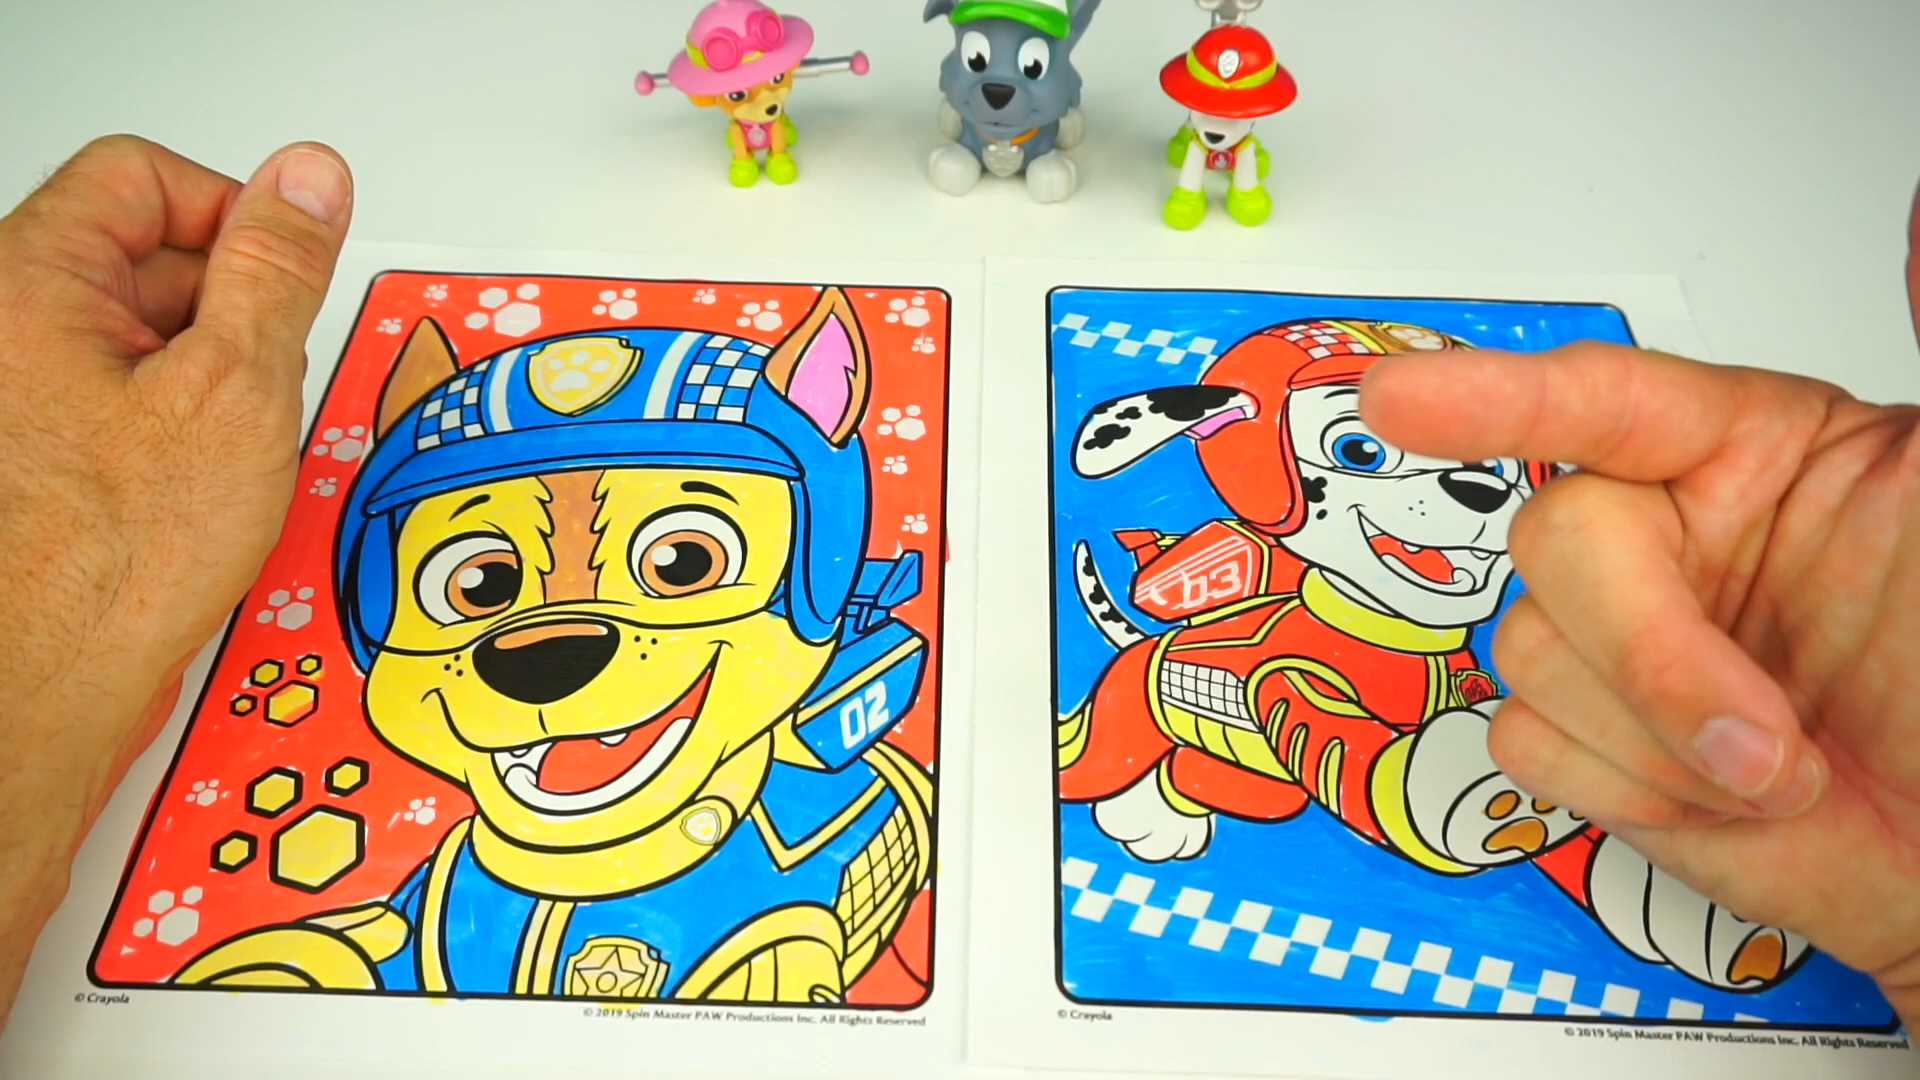 02
© Crayola
© 2019 Spin Master PAW Productions Inc. All Rights Reserved
03
© Crayola
© 2019 Spin Master PAW Productions Inc. All Rights Reserved